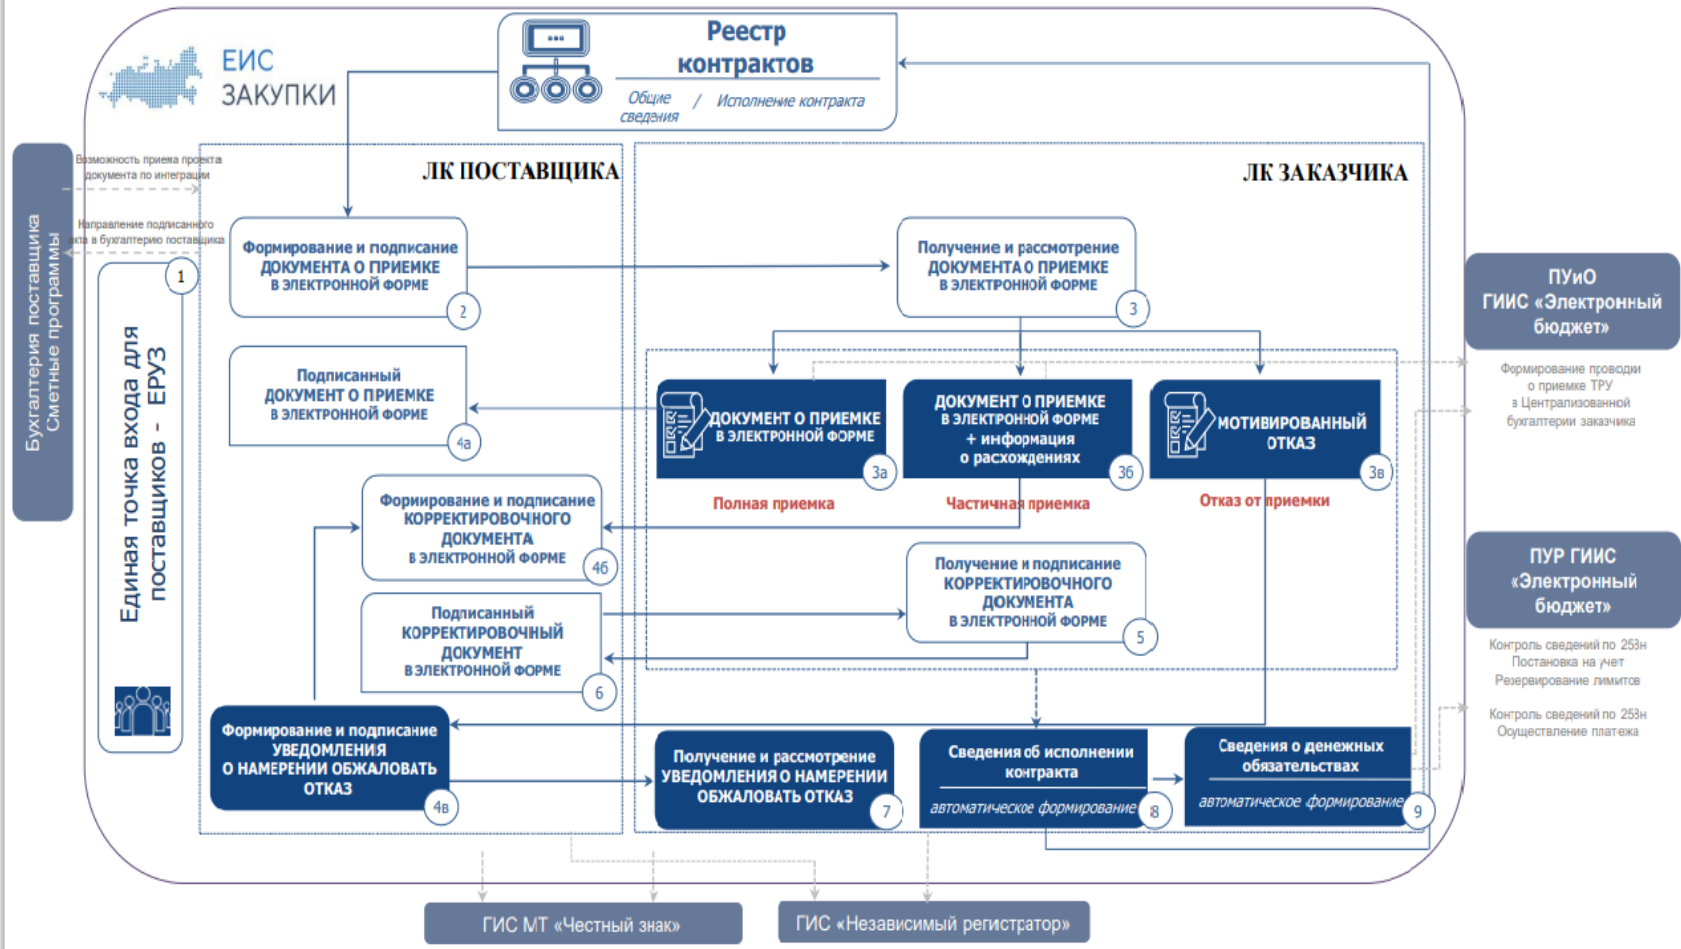 Реестр
контрактов
Общие
сведения
/
Исполнение контракта
ЕИС
ЗАКУПКИ
Бухгалтерия поставщика
Сметные программы
Возможность приема проекта
документа по интеграции
Направление подписанного
акта в бухгалтерию поставщика
Единая точка входа для
поставщиков - ЕРУЗ
1
ЛК ПОСТАВЩИКА
Формирование и подписание
ДОКУМЕНТА О ПРИЕМКЕ
В ЭЛЕКТРОННОЙ ФОРМЕ
2
Подписанный
ДОКУМЕНТ О ПРИЕМКЕ
В ЭЛЕКТРОННОЙ ФОРМЕ
4а
Фориирование и подписание
КОРРЕКТИРОВОЧНОГО
ДОКУМЕНТА
В ЭЛЕКТРОННОЙ ФОРМЕ
4б
Подписанный
КОРРЕКТИРОВОЧНЫЙ
ДОКУМЕНТ
В ЭЛЕКТРОННОЙ ФОРМЕ
6
Формирование и подписание
УВЕДОМЛЕНИЯ
О НАМЕРЕНИИ ОБЖАЛОВАТЬ
ОТКАЗ
4в
ЛК ЗАКАЗЧИКА
Получение и рассмотрение
ДОКУМЕНТА О ПРИЕМКЕ
В ЭЛЕКТРОННОЙ ФОРМЕ
3
ДОКУМЕНТ О ПРИЕМКЕ
В ЭЛЕКТРОННОЙ ФОРМЕ
3а
Полная приемка
ДОКУМЕНТ О ПРИЕМКЕ
В ЭЛЕКТРОННОЙ ФОРМЕ
+ информация
о расхождениях
3б
Частичная приемка
МОТИВИРОВАННЫЙ
ОТКАЗ
3в
Отказ от приемки
Получение и подписание
КОРРЕКТИРОВОЧНОГО
ДОКУМЕНТА
В ЭЛЕКТРОННОЙ ФОРМЕ
5
Получение и рассмотрение
УВЕДОМЛЕНИЯ О НАМЕРЕНИИ
ОБЖАЛОВАТЬ ОТКАЗ
7
Сведения об исполнении
контракта
автоматическое формирование
8
Сведения о денежных
обязательствах
автоматическое формирование
9
ПУиО
ГИИС «Электронный
бюджет»
Формирование проводки
о приемке ТРУ
в Централизованной
бухгалтерии заказчика
ПУР ГИИС
«Электронный
бюджет»
Контроль сведений по 258н
Постановка на учет
Резервирование лимитов
Контроль сведений по 258н
Осуществление платежа
ГИС МТ «Честный знак»
ГИС «Независимый регистратор»